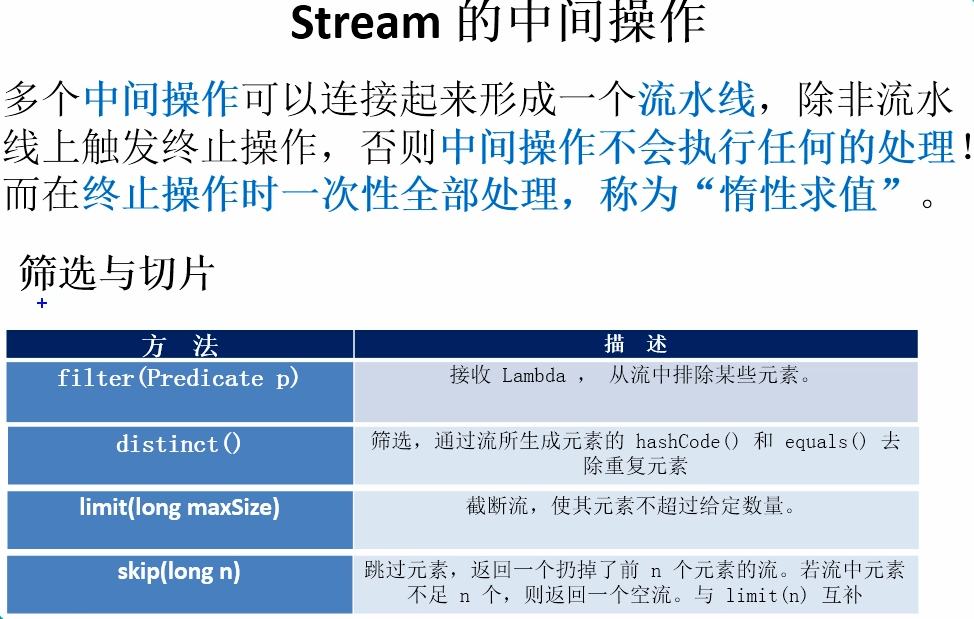 Stream 的中间操作
多个中间操作可以连接起来形成一个流水线，除非流水
线上触发终止操作，否则中间操作不会执行任何的处理！
而在终止操作时一次性全部处理，称为“惰性求值”。
筛选与切片
方 法
描 述
filter(Predicate p)
接收 Lambda ， 从流中排除某些元素。
distinct()
筛选，通过流所生成元素的 hashCode() 和 equals() 去
除重复元素
limit(long maxSize)
截断流，使其元素不超过给定数量。
skip(long n)
跳过元素，返回一个扔掉了前 n 个元素的流。若流中元素
不足 n 个，则返回一个空流。与 limit(n) 互补